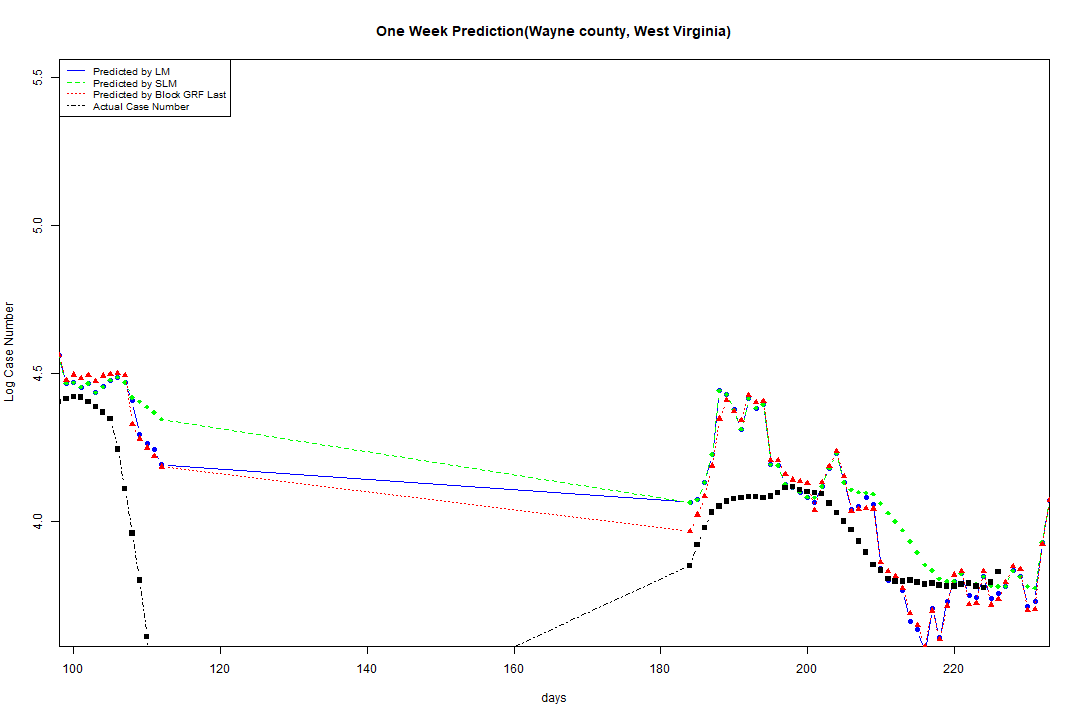 One Week Prediction(Wayne county, West Virginia)
Predicted by LM
Predicted by SLM
Predicted by Block GRF Last
Actual Case Number
5.5
5.0
4.5
4.0
Log Case Number
100 120 140 160 180 200 220
days